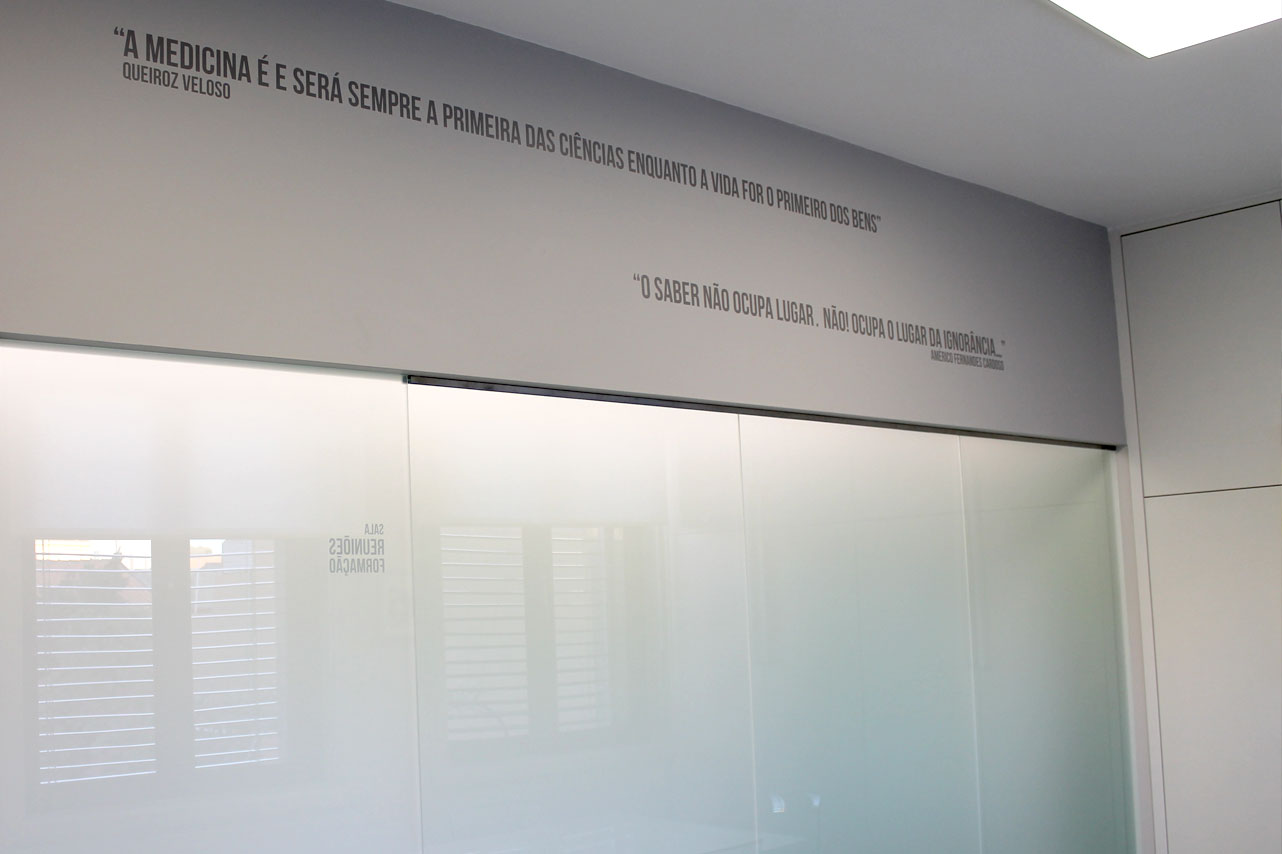 “A MEDICINA É E SERÁ SEMPRE A PRIMEIRA DAS CIÊNCIAS ENQUANTO A VIDA FOR O PRIMEIRO DOS BENS”
QUEIROZ VELOSO
“O SABER NÃO OCUPA LUGAR. NÃO! OCUPA O LUGAR DA IGNORÂNCIA...”
AMÉRICO FERNANDES CARDOSO
SALA
REUNIÕES
FORMAÇÃO